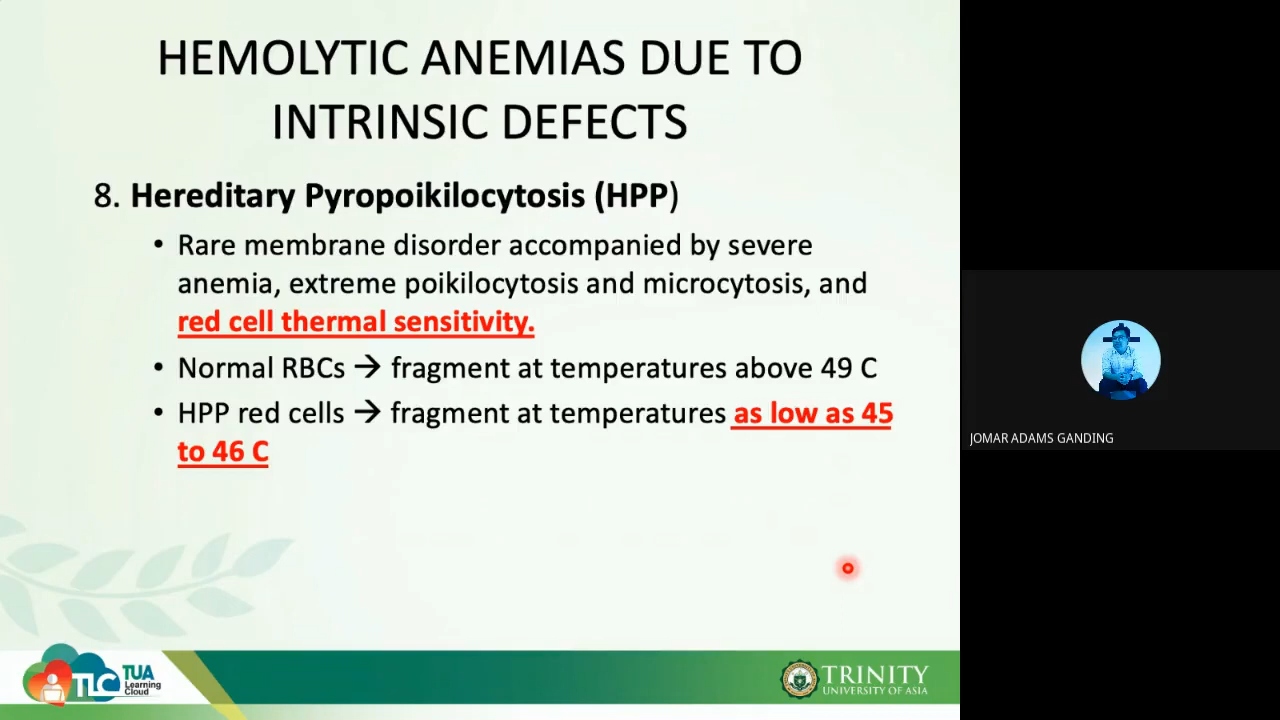 HEMOLYTIC ANEMIAS DUE TO
INTRINSIC DEFECTS
8. Hereditary Pyropoikilocytosis (HPP)
• Rare membrane disorder accompanied by severe
anemia, extreme poikilocytosis and microcytosis, and
red cell thermal sensitivity.
• Normal RBCs → fragment at temperatures above 49 C
• HPP red cells → fragment at temperatures as low as 45
to 46 C
JOMAR ADAMS GANDING
TLC
TUA
Learning
Cloud
TRINITY
UNIVERSITY OF ASIA